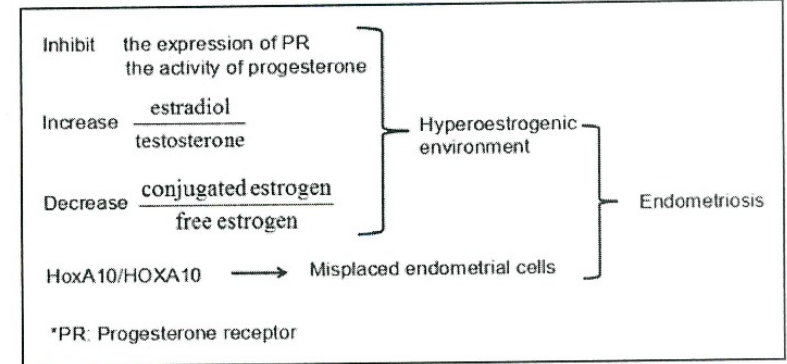 Inhibit the expression of PR
the activity of progesterone
Increase estradiol
testosterone
Hyperoestrogenic
environment
Decrease conjugated estrogen
free estrogen
Endometriosis
HoxA10/HOXA10 → Misplaced endometrial cells
*PR: Progesterone receptor